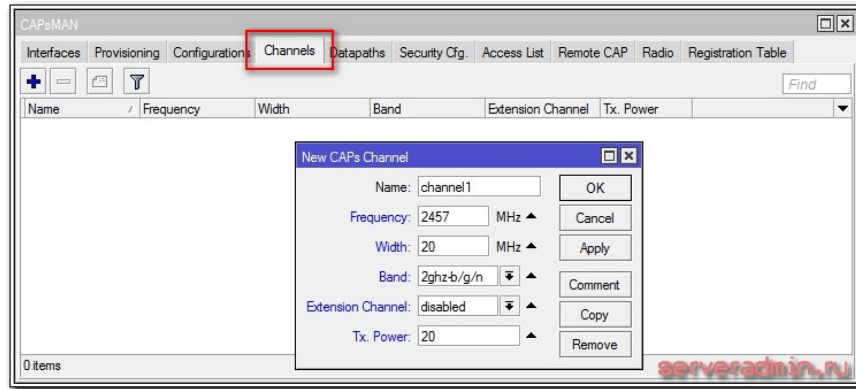 CAPsMAN
Interfaces Provisioning Configurations Channels Datapaths Security Cfg. Access List Remote CAP Radio Registration Table
Find
Name Frequency Width Band Extension Channel Tx. Power
New CAPs Channel
Name: channel1 OK
Frequency: 2457 MHz Cancel
Width: 20 MHz Apply
Band: 2ghz-b/g/n Comment
Extension Channel: disabled Copy
Tx. Power: 20 Remove
0 items
serveradmin.ru